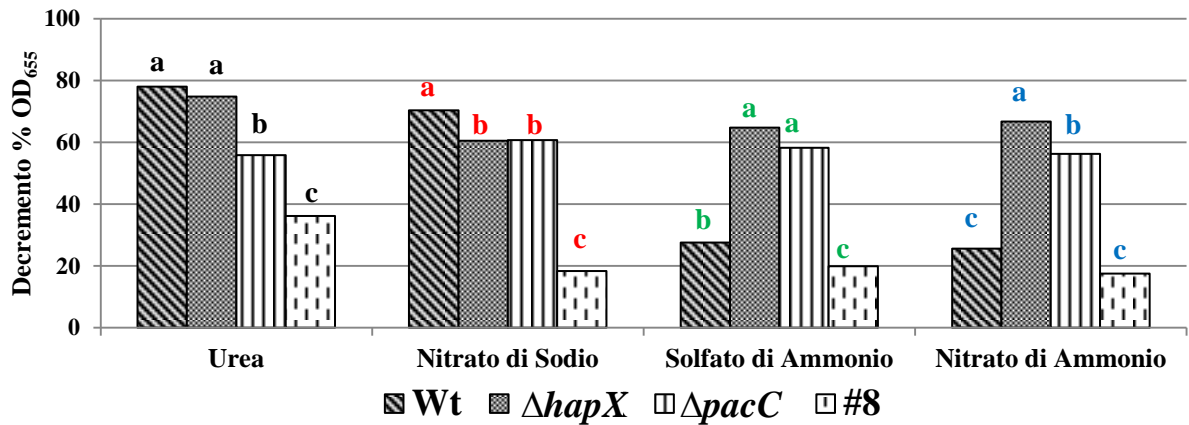 Decremento % OD655
100
80
60
40
20
0
a a b c
a b b c
b a a c
c a b c
Urea Nitrato di Sodio Solfato di Ammonio Nitrato di Ammonio
Wt ΔhapX ΔpacC #8